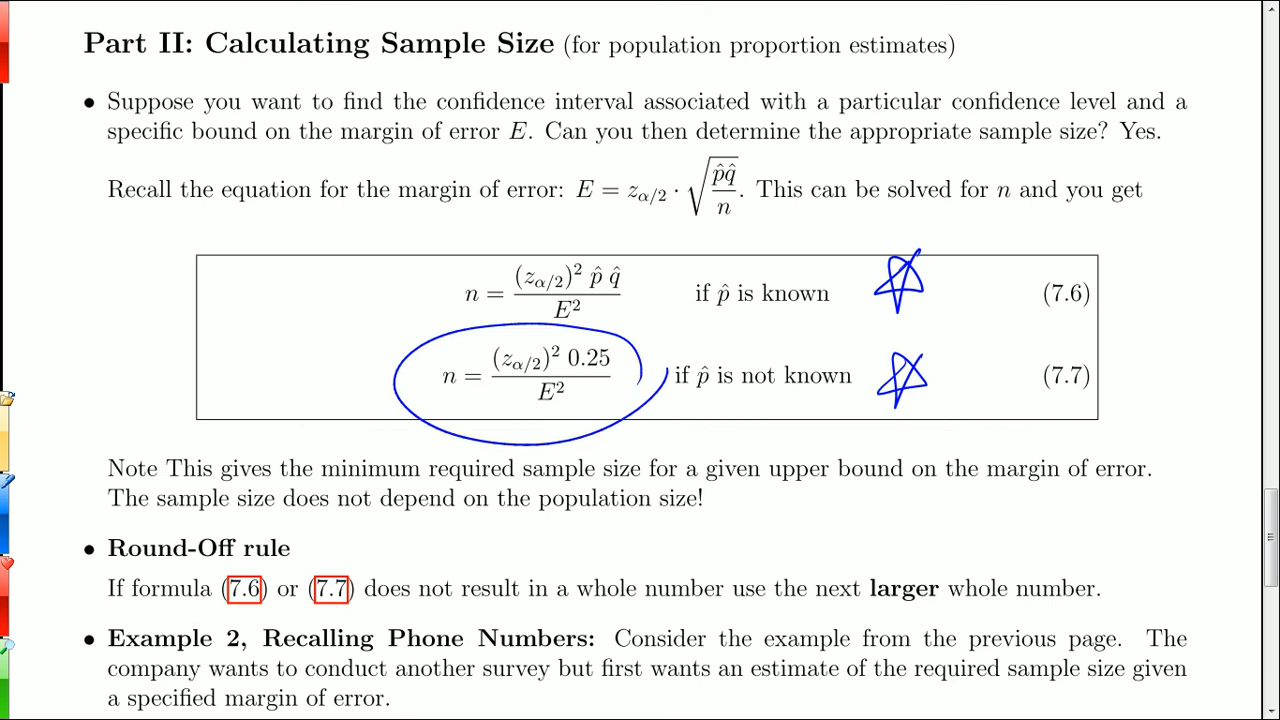 Part II: Calculating Sample Size (for population proportion estimates)
• Suppose you want to find the confidence interval associated with a particular confidence level and a
specific bound on the margin of error E. Can you then determine the appropriate sample size? Yes.
Recall the equation for the margin of error: E = z_{α/2} · √(p̂q̂/n). This can be solved for n and you get
n = (z_{α/2})² p̂ q̂ / E² if p̂ is known (7.6)
n = (z_{α/2})² 0.25 / E² if p̂ is not known (7.7)
Note This gives the minimum required sample size for a given upper bound on the margin of error.
The sample size does not depend on the population size!
• Round-Off rule
If formula (7.6) or (7.7) does not result in a whole number use the next larger whole number.
• Example 2, Recalling Phone Numbers: Consider the example from the previous page. The
company wants to conduct another survey but first wants an estimate of the required sample size given
a specified margin of error.